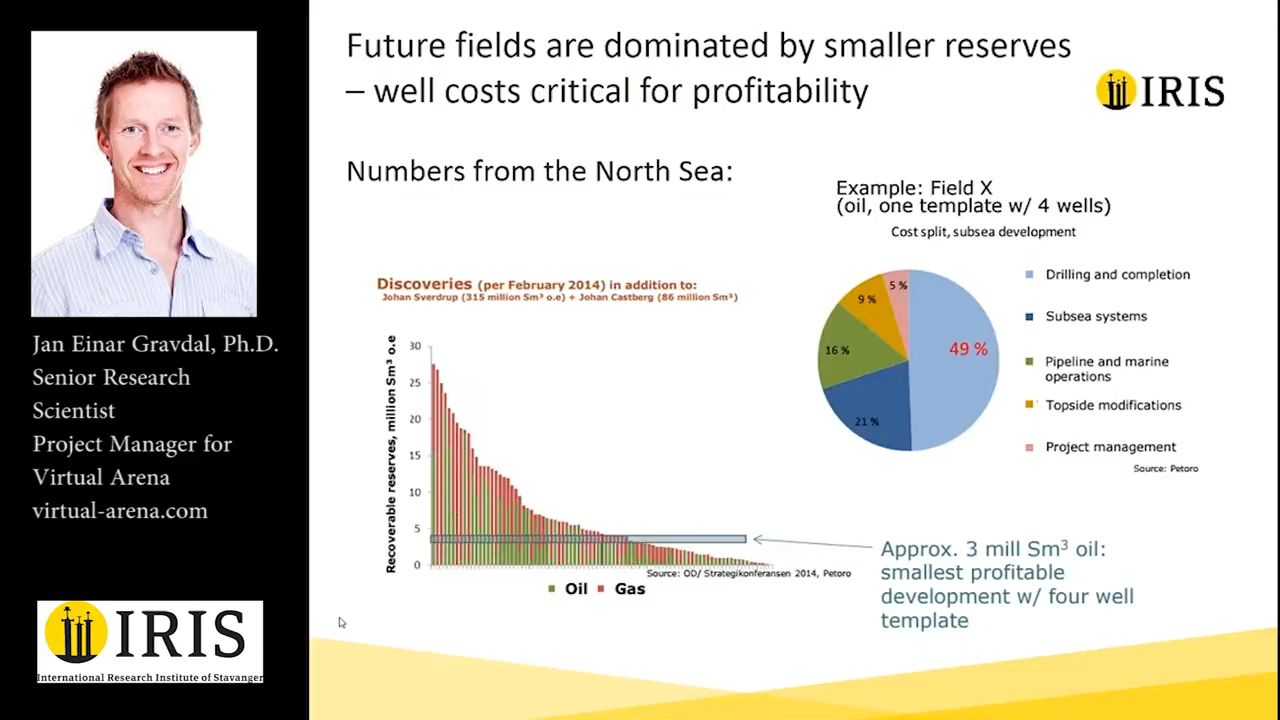 Future fields are dominated by smaller reserves
– well costs critical for profitability
IRIS
Numbers from the North Sea:
Example: Field X
(oil, one template w/ 4 wells)
Cost split, subsea development
5 %
9 %
16 %
49 %
21 %
Drilling and completion
Subsea systems
Pipeline and marine
operations
Topside modifications
Project management
Source: Petoro
Discoveries (per February 2014) in addition to:
Johan Sverdrup (315 million Sm³ o.e) + Johan Castberg (86 million Sm³)
Recoverable reserves, million Sm³ o.e
30
25
20
15
10
5
0
Source: OD/ Strategikonferansen 2014, Petoro
Oil
Gas
Approx. 3 mill Sm³ oil:
smallest profitable
development w/ four well
template
Jan Einar Gravdal, Ph.D.
Senior Research
Scientist
Project Manager for
Virtual Arena
virtual-arena.com
IRIS
International Research Institute of Stavanger